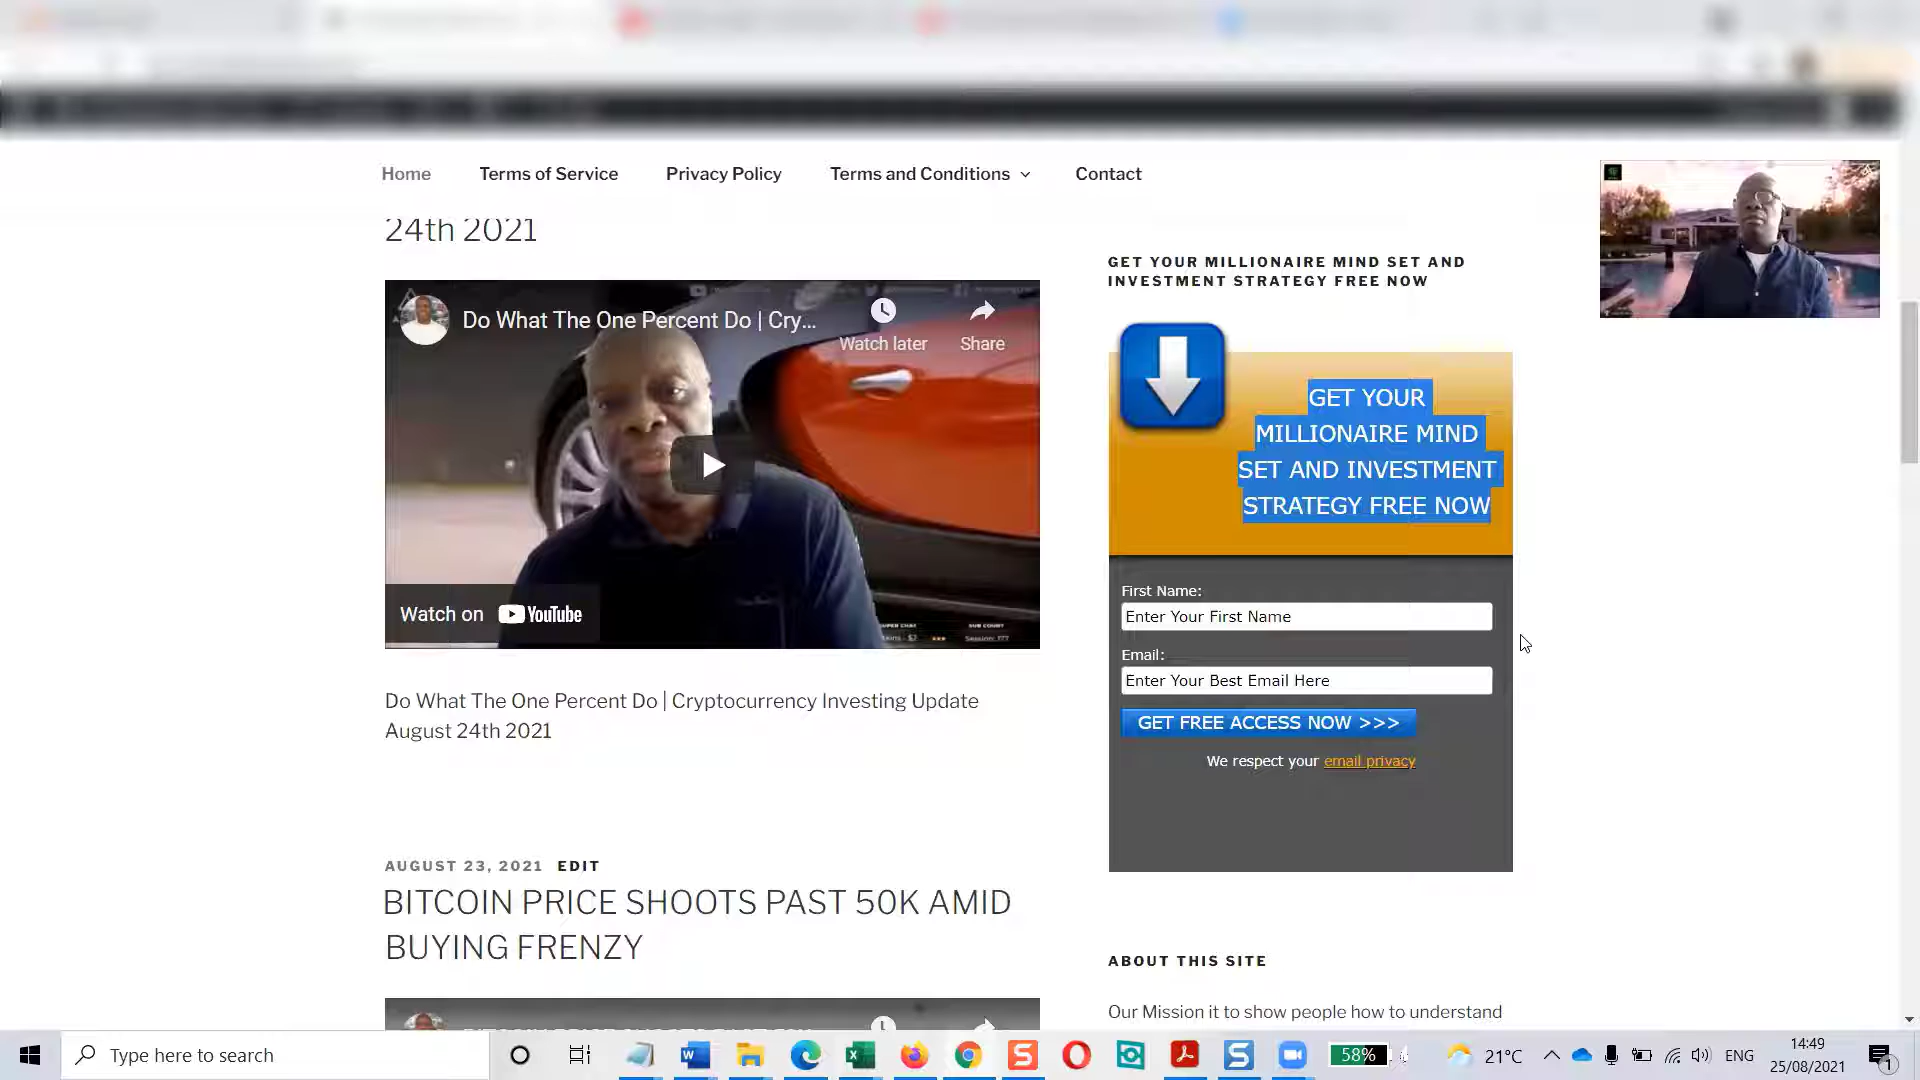 Home
Terms of Service
Privacy Policy
Terms and Conditions
Contact
24th 2021
Do What The One Percent Do | Cry...
Watch later
Share
Watch on YouTube
Do What The One Percent Do | Cryptocurrency Investing Update
August 24th 2021
AUGUST 23, 2021 EDIT
BITCOIN PRICE SHOOTS PAST 50K AMID
BUYING FRENZY
GET YOUR MILLIONAIRE MIND SET AND
INVESTMENT STRATEGY FREE NOW
GET YOUR
MILLIONAIRE MIND
SET AND INVESTMENT
STRATEGY FREE NOW
First Name:
Enter Your First Name
Email:
Enter Your Best Email Here
GET FREE ACCESS NOW >>>
We respect your email privacy
ABOUT THIS SITE
Our Mission it to show people how to understand
Type here to search
58%
21°C
ENG
14:49
25/08/2021
1